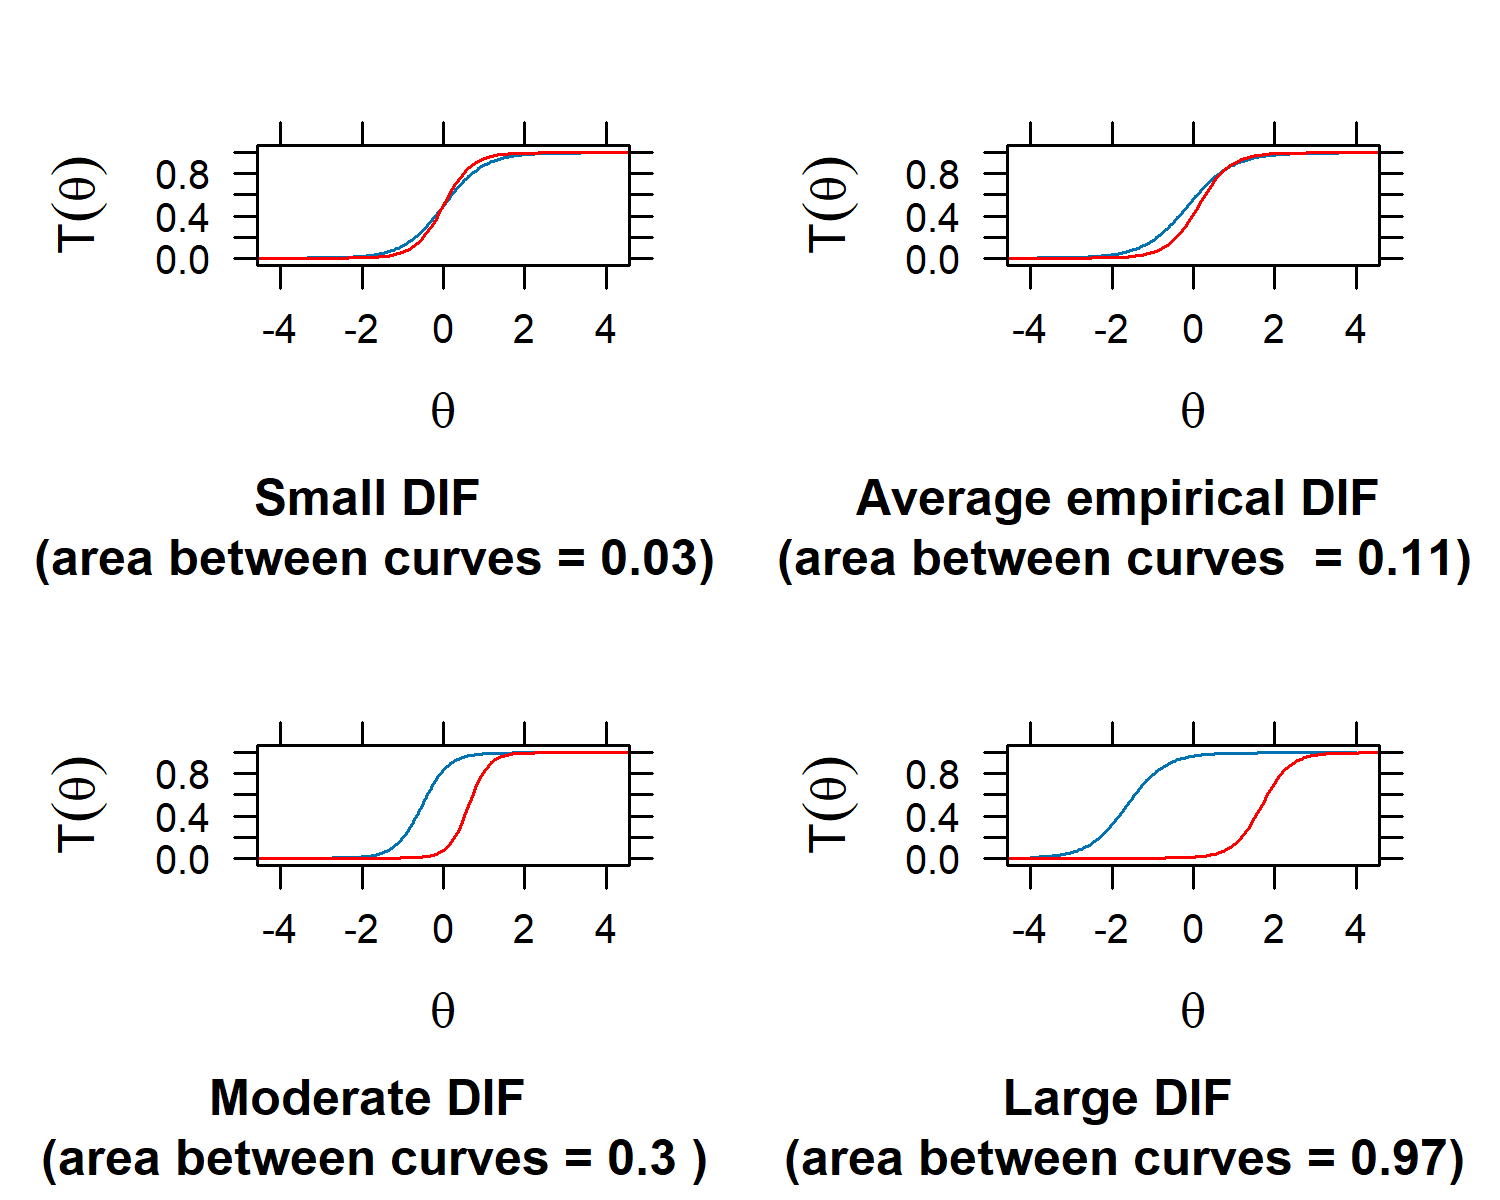 T(θ)
0.8
0.4
0.0
-4 -2 0 2 4
θ
Small DIF
(area between curves = 0.03)
T(θ)
0.8
0.4
0.0
-4 -2 0 2 4
θ
Average empirical DIF
(area between curves  = 0.11)
T(θ)
0.8
0.4
0.0
-4 -2 0 2 4
θ
Moderate DIF
(area between curves = 0.3 )
T(θ)
0.8
0.4
0.0
-4 -2 0 2 4
θ
Large DIF
(area between curves = 0.97)